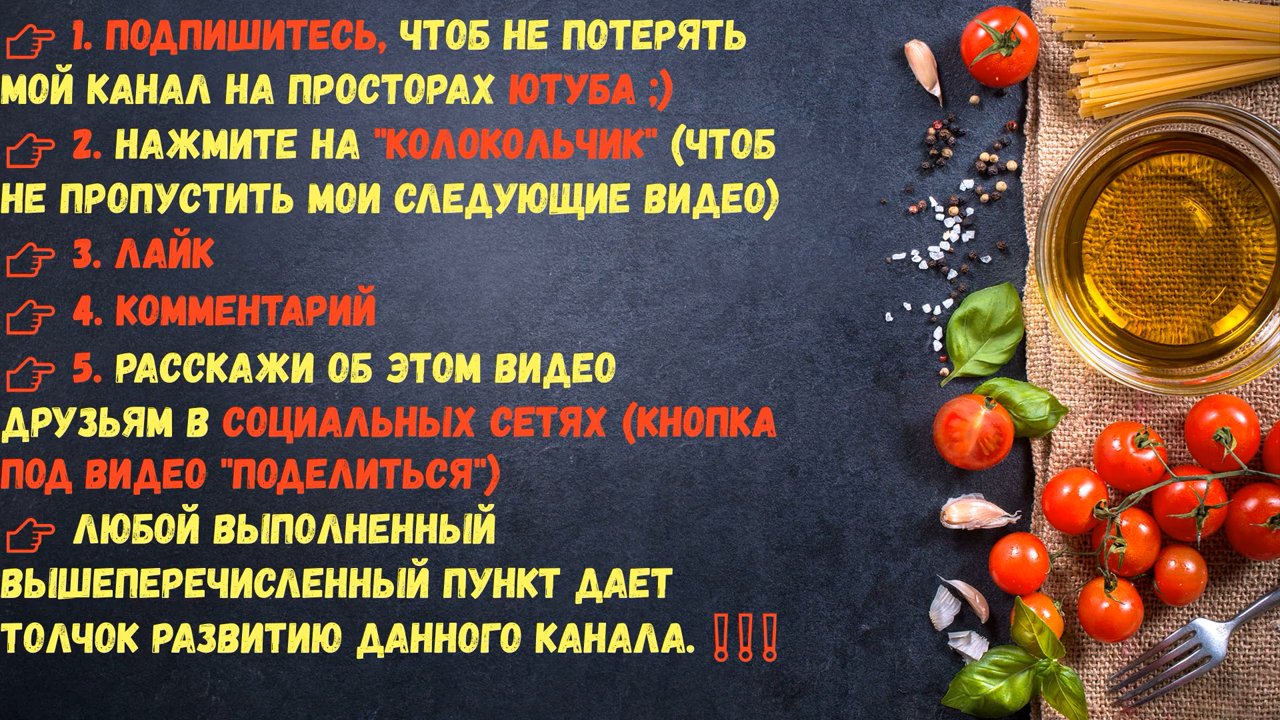 👉 1. ПОДПИШИТЕСЬ, ЧТОБ НЕ ПОТЕРЯТЬ
МОЙ КАНАЛ НА ПРОСТОРАХ ЮТУБА ;)
👉 2. НАЖМИТЕ НА "КОЛОКОЛЬЧИК" (ЧТОБ
НЕ ПРОПУСТИТЬ МОИ СЛЕДУЮЩИЕ ВИДЕО)
👉 3. ЛАЙК
👉 4. КОММЕНТАРИЙ
👉 5. РАССКАЖИ ОБ ЭТОМ ВИДЕО
ДРУЗЬЯМ В СОЦИАЛЬНЫХ СЕТЯХ (КНОПКА
ПОД ВИДЕО "ПОДЕЛИТЬСЯ")
👉 ЛЮБОЙ ВЫПОЛНЕННЫЙ
ВЫШЕПЕРЕЧИСЛЕННЫЙ ПУНКТ ДАЕТ
ТОЛЧОК РАЗВИТИЮ ДАННОГО КАНАЛА. !!!